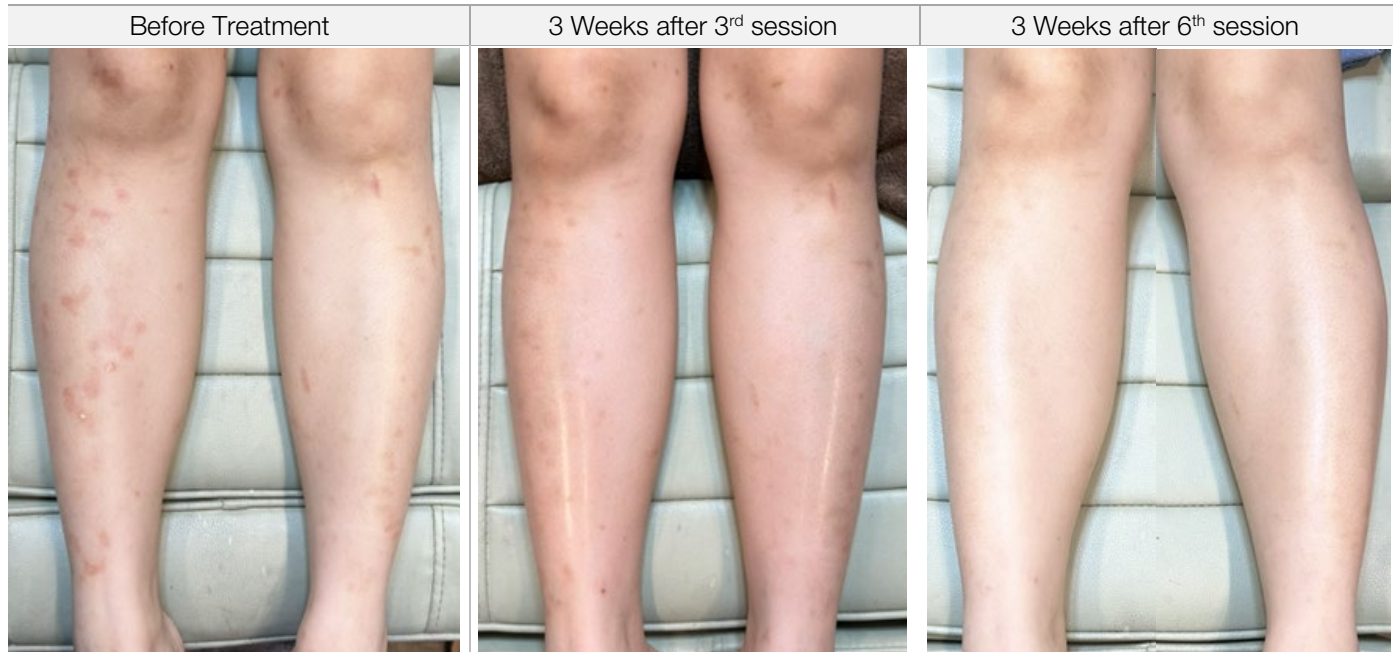 Before Treatment
3 Weeks after 3rd session
3 Weeks after 6th session